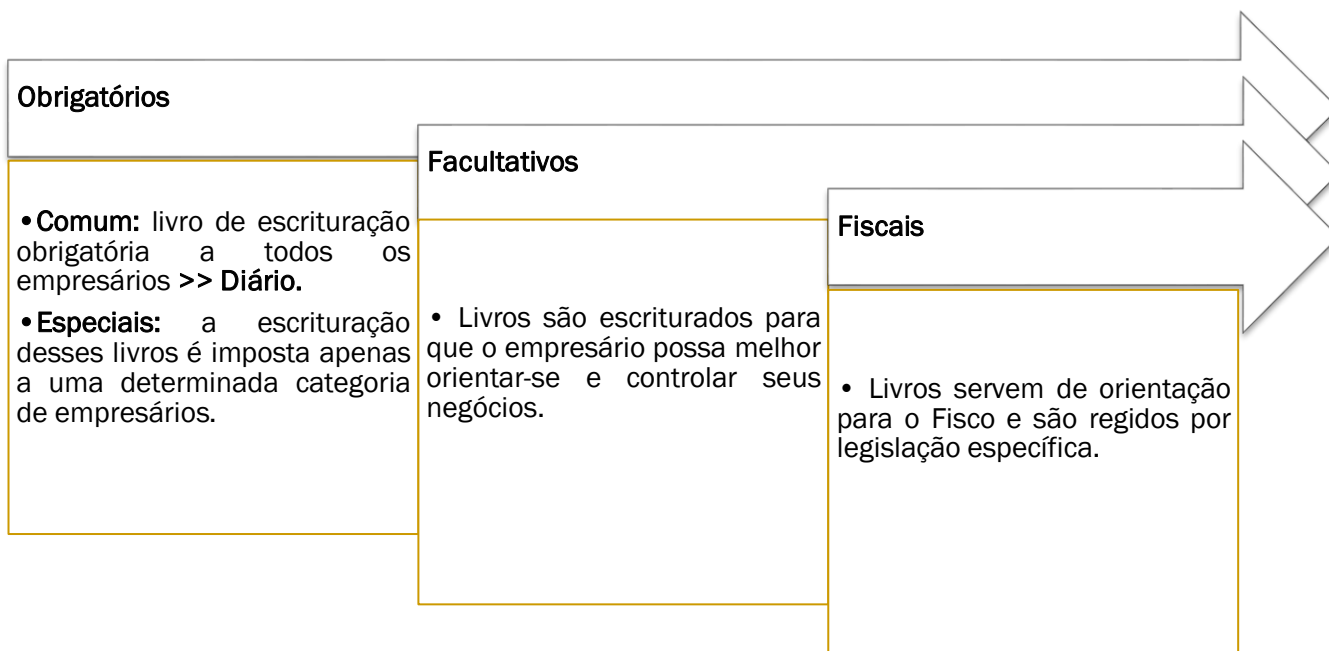 Obrigatórios
•Comum: livro de escrituração
obrigatória a todos os
empresários >> Diário.
•Especiais: a escrituração
desses livros é imposta apenas
a uma determinada categoria
de empresários.
Facultativos
• Livros são escriturados para
que o empresário possa melhor
orientar-se e controlar seus
negócios.
Fiscais
• Livros servem de orientação
para o Fisco e são regidos por
legislação específica.